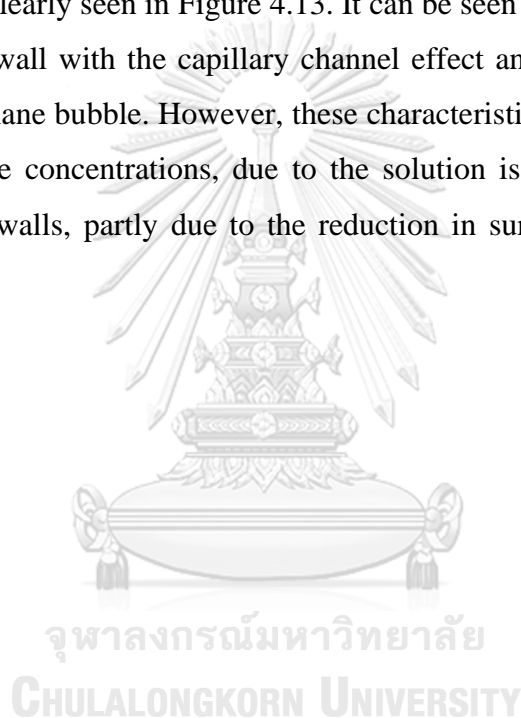 learly seen in Figure 4.13. It can be seen
wall with the capillary channel effect an
ane bubble. However, these characteristi
e concentrations, due to the solution is
walls, partly due to the reduction in sur
จุฬาลงกรณ์มหาวิทยาลัย
CHULALONGKORN UNIVERSITY